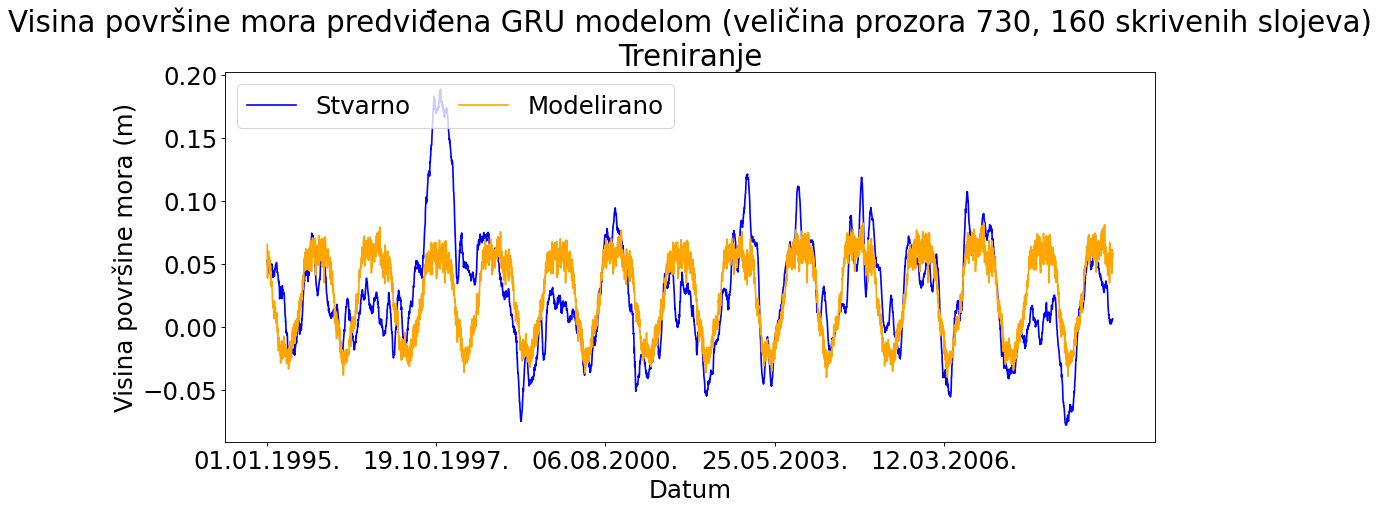 Visina površine mora predviđena GRU modelom (veličina prozora 730, 160 skrivenih slojeva)
Treniranje
Stvarno
Modelirano
Visina površine mora (m)
0.20
0.15
0.10
0.05
0.00
−0.05
01.01.1995.
19.10.1997.
06.08.2000.
25.05.2003.
12.03.2006.
Datum